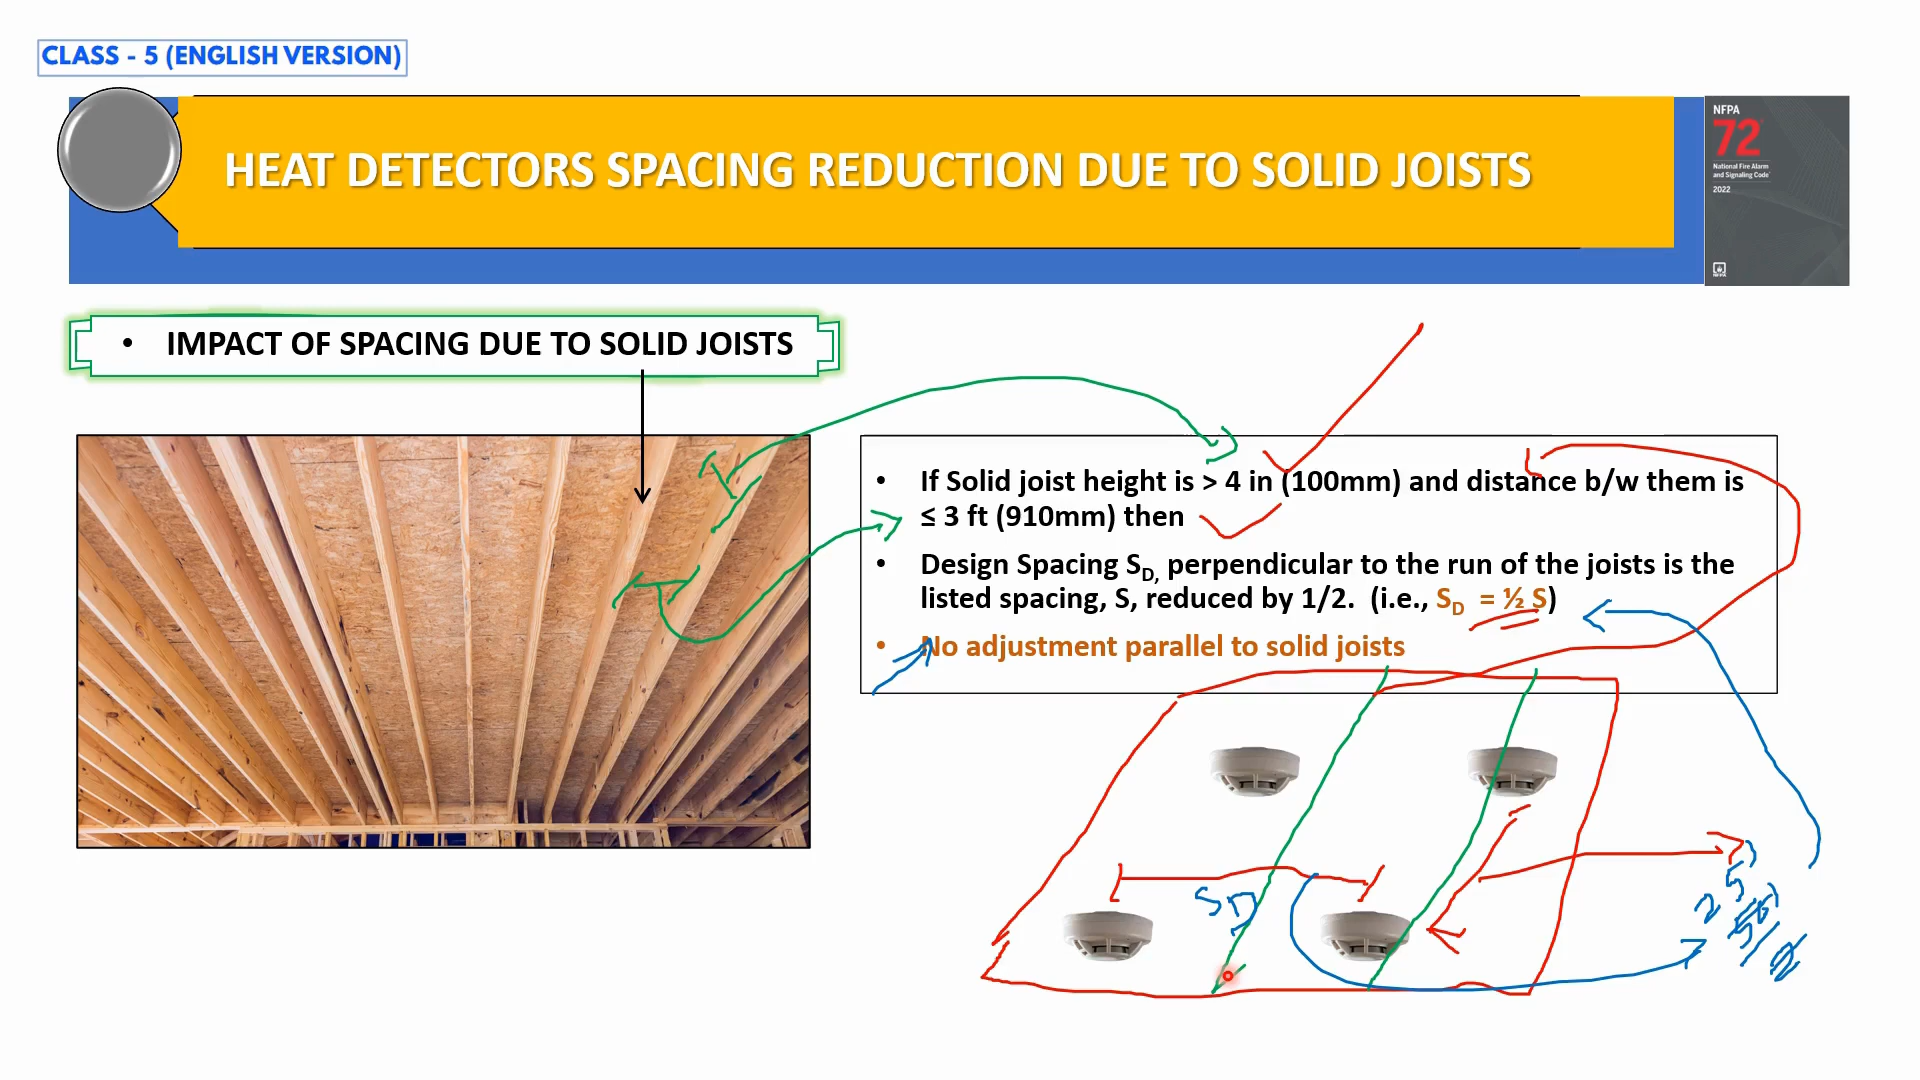 CLASS - 5 (ENGLISH VERSION)
HEAT DETECTORS SPACING REDUCTION DUE TO SOLID JOISTS
NFPA
72
National Fire Alarm
and Signaling Code
2022
• IMPACT OF SPACING DUE TO SOLID JOISTS
• If Solid joist height is > 4 in (100mm) and distance b/w them is
≤ 3 ft (910mm) then
• Design Spacing SD, perpendicular to the run of the joists is the
listed spacing, S, reduced by 1/2. (i.e., SD = ½ S)
• No adjustment parallel to solid joists
SD